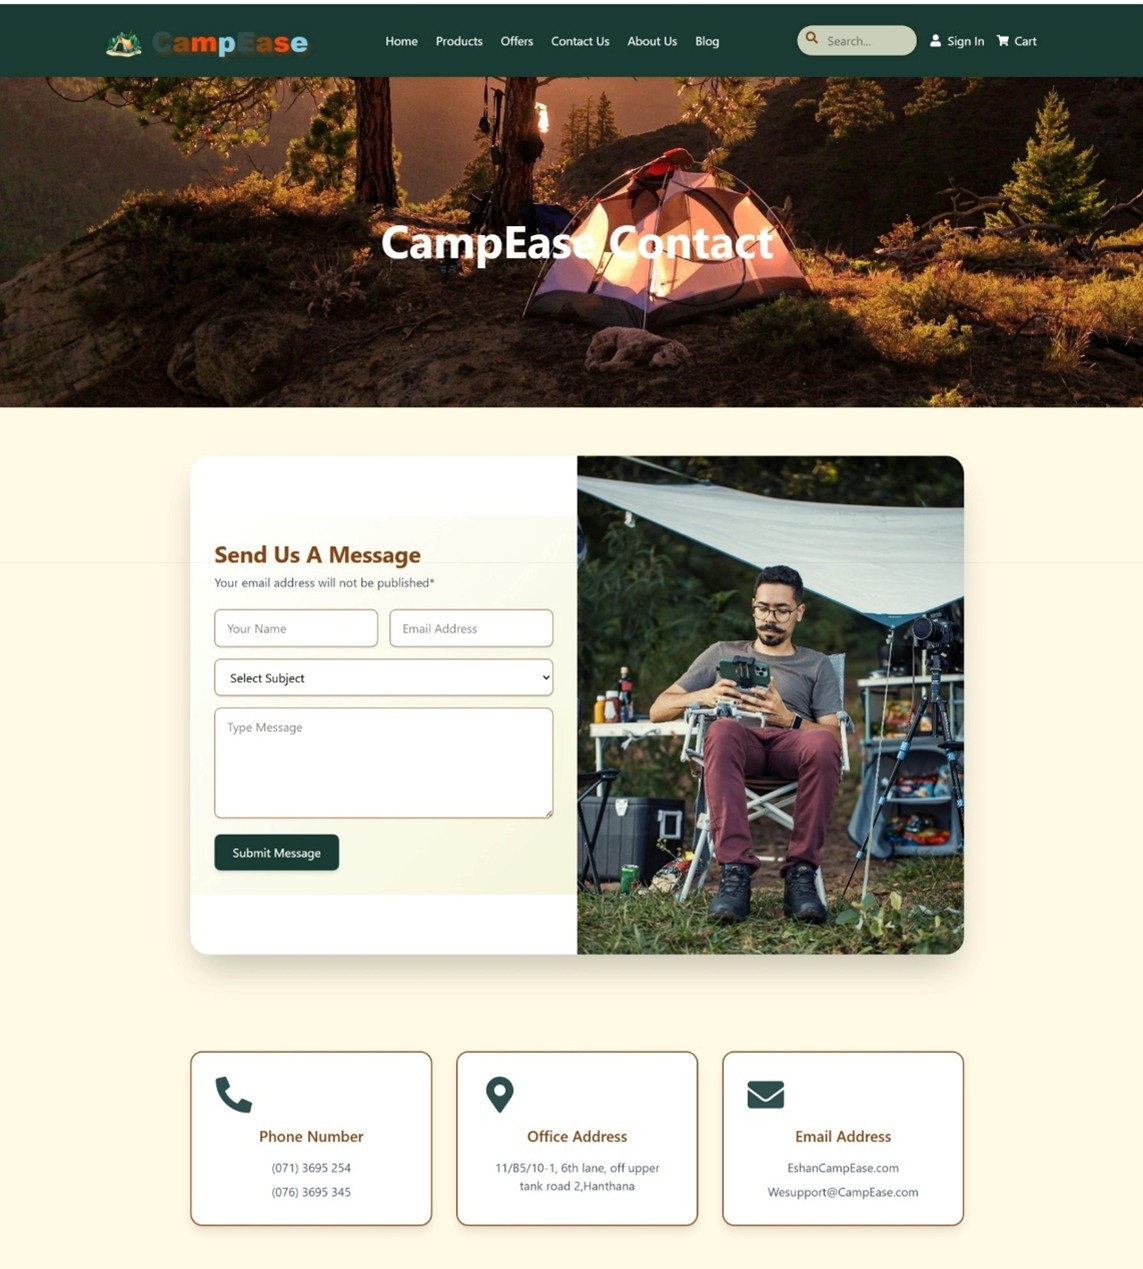 CampEase
Home Products Offers Contact Us About Us Blog
Search...
Sign In
Cart
CampEase Contact
Send Us A Message
Your email address will not be published*
Your Name
Email Address
Select Subject
Type Message
Submit Message
Phone Number
(071) 3695 254
(076) 3695 345
Office Address
11/B5/10-1, 6th lane, off upper
tank road 2,Hanthana
Email Address
EshanCampEase.com
Wesupport@CampEase.com